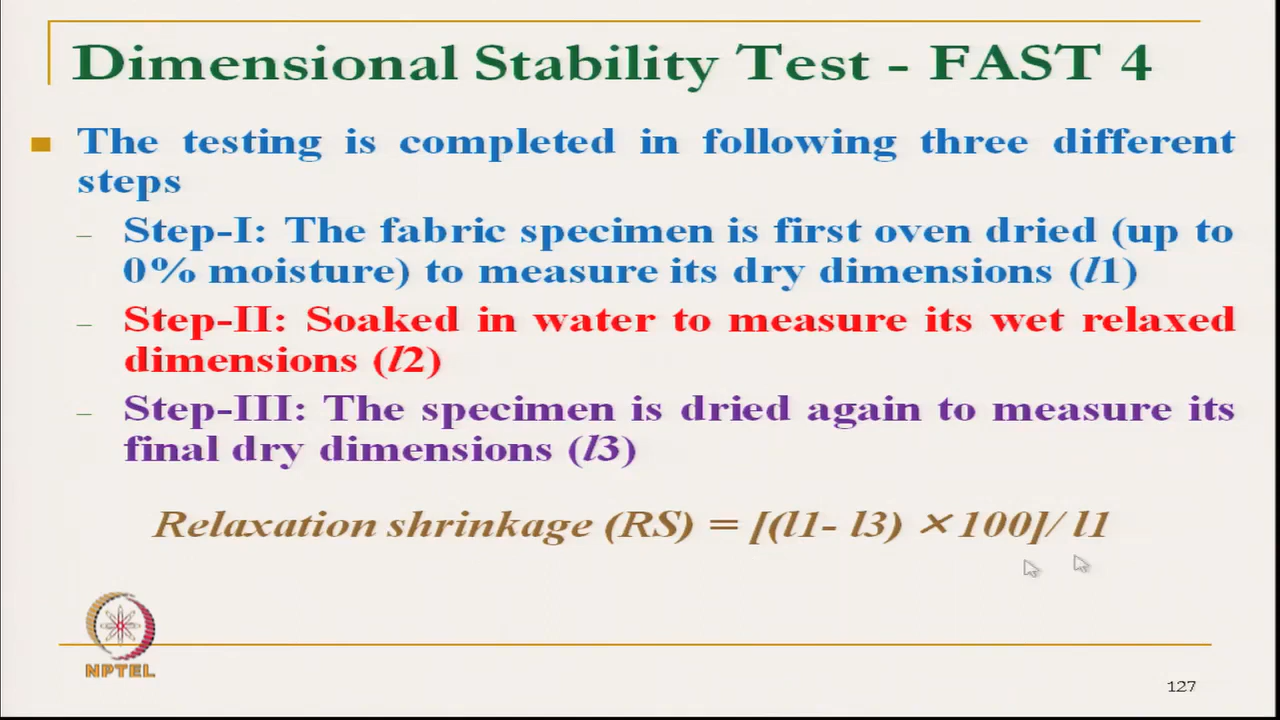 Dimensional Stability Test - FAST 4
The testing is completed in following three different
steps
– Step-I: The fabric specimen is first oven dried (up to
0% moisture) to measure its dry dimensions (l1)
– Step-II: Soaked in water to measure its wet relaxed
dimensions (l2)
– Step-III: The specimen is dried again to measure its
final dry dimensions (l3)
Relaxation shrinkage (RS) = [(l1- l3) × 100]/ l1
NPTEL
127